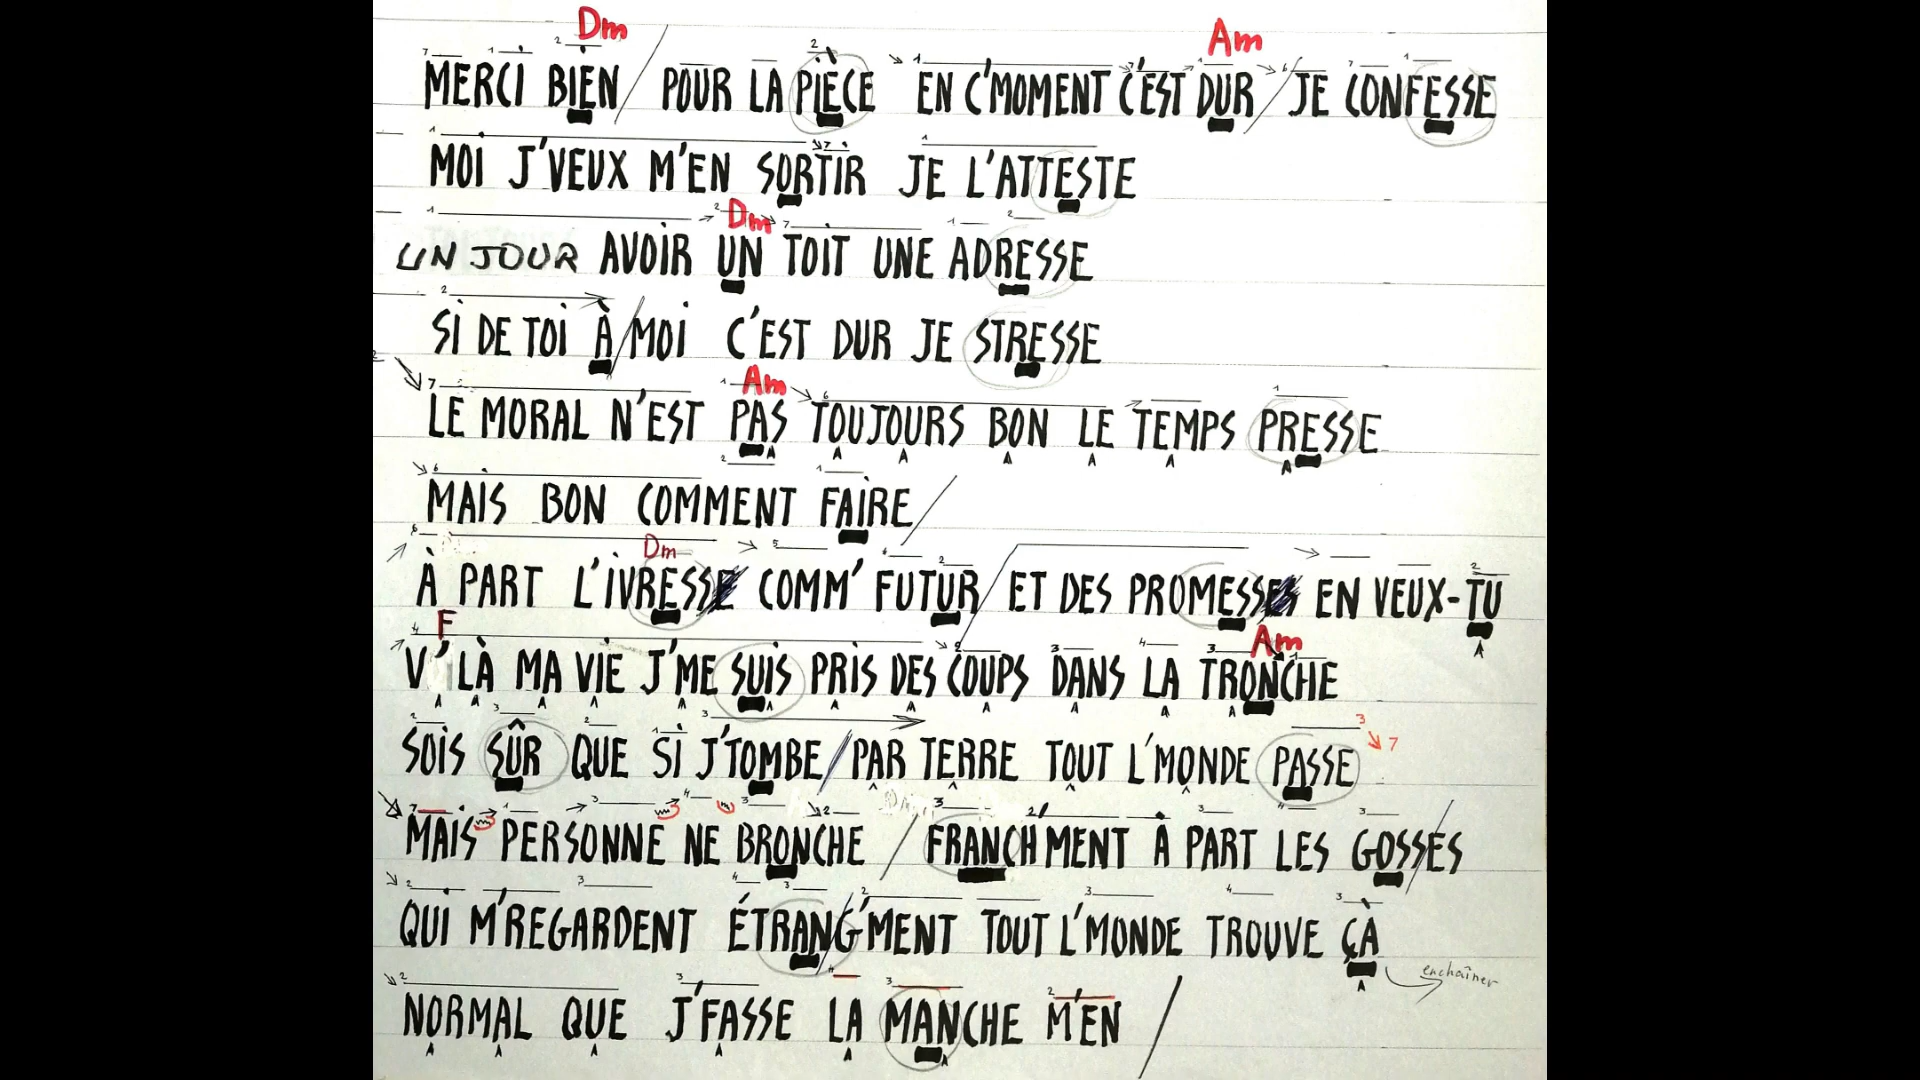 Dm Am
MERCI BIEN / POUR LA PIÈCE EN C'MOMENT C'EST DUR / JE CONFESSE
MOI J'VEUX M'EN SORTIR JE L'ATTESTE
Dm
UN JOUR AVOIR UN TOIT UNE ADRESSE
SI DE TOI À / MOI C'EST DUR JE STRESSE
Am
LE MORAL N'EST PAS TOUJOURS BON LE TEMPS PRESSE
MAIS BON COMMENT FAIRE /
Dm
À PART L'IVRESSE COMM' FUTUR / ET DES PROMESSES EN VEUX-TU
F Am
V'LÀ MA VIE J'ME SUIS PRIS DES COUPS DANS LA TRONCHE
SOIS SÛR QUE SI J'TOMBE / PAR TERRE TOUT L'MONDE PASSE
MAIS PERSONNE NE BRONCHE / FRANCHMENT À PART LES GOSSES
QUI M'REGARDENT ÉTRANG'MENT TOUT L'MONDE TROUVE ÇÀ
enchaîner
NORMAL QUE J'FASSE LA MANCHE M'EN /